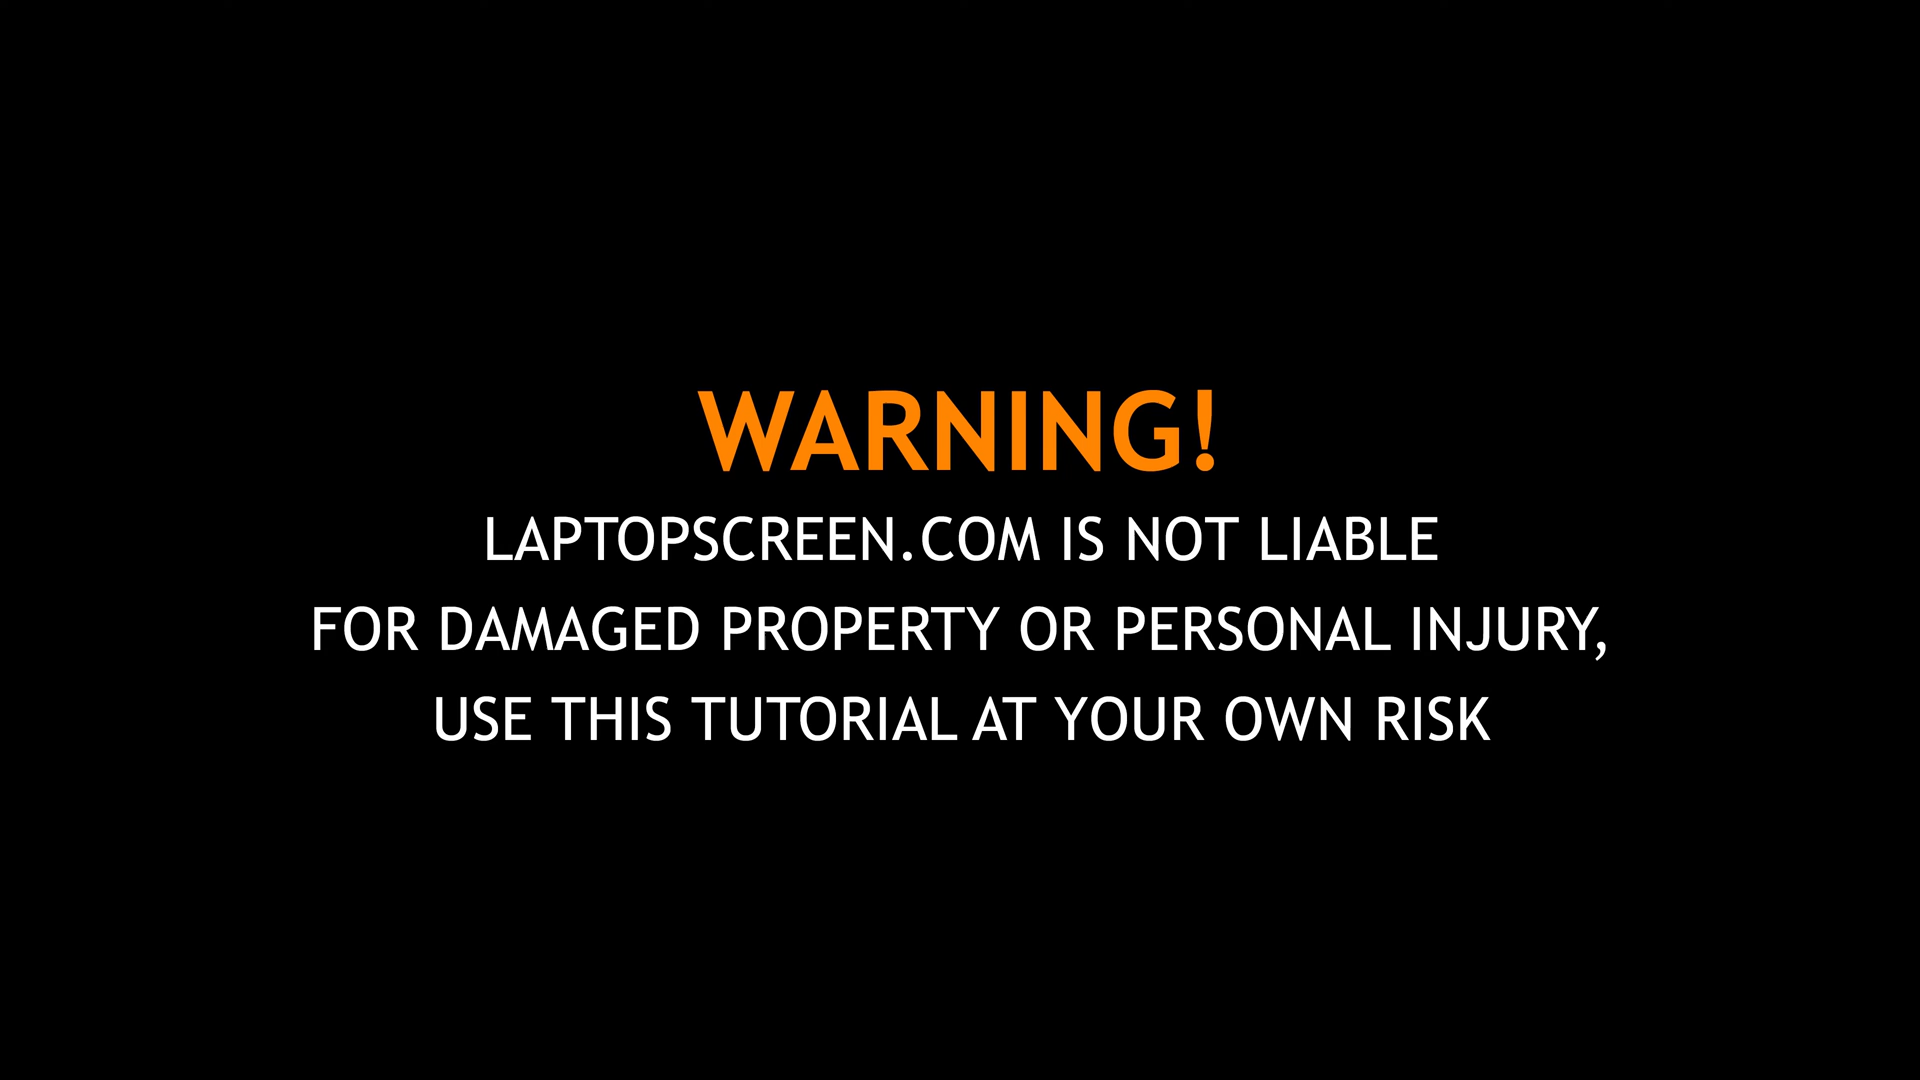 WARNING!
LAPTOPSCREEN.COM IS NOT LIABLE
FOR DAMAGED PROPERTY OR PERSONAL INJURY,
USE THIS TUTORIAL AT YOUR OWN RISK